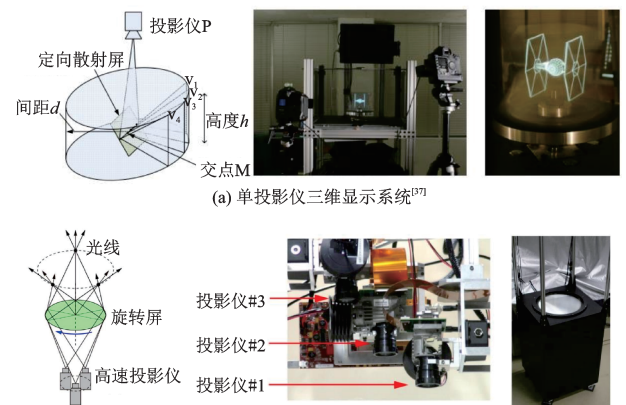 投影仪P
定向散射屏
V1
V2
V3
V4
间距d
高度h
交点M
(a) 单投影仪三维显示系统[37]
光线
旋转屏
高速投影仪
投影仪#3
投影仪#2
投影仪#1